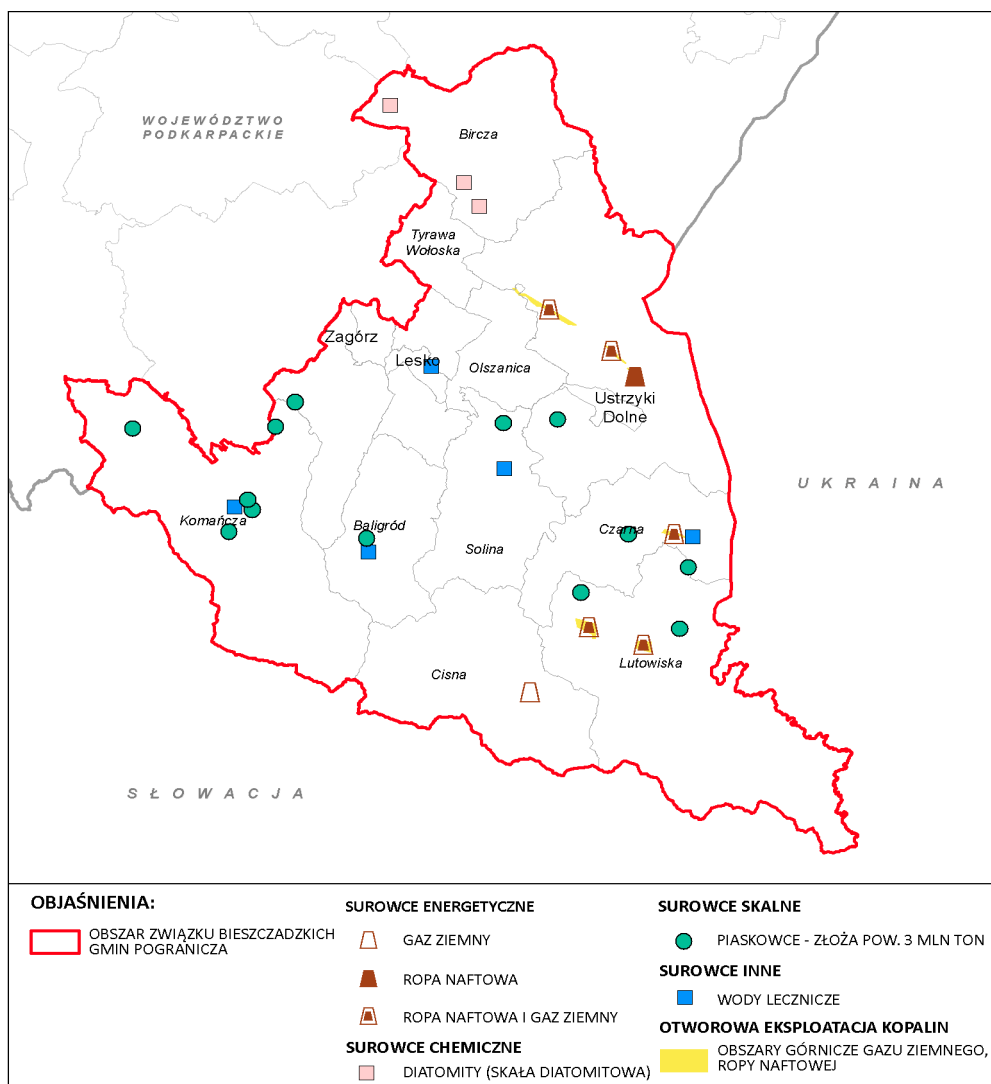 WOJEWÓDZTWO
PODKARPACKIE
Bircza
Tyrawa
Wołoska
Zagórz
Lesko
Olszanica
Ustrzyki
Dolne
UKRAINA
Komańcza
Baligród
Czarna
Solina
Cisna
Lutowiska
SŁOWACJA
OBJAŚNIENIA:
OBSZAR ZWIĄZKU BIESZCZADZKICH
GMIN POGRANICZA
SUROWCE ENERGETYCZNE
GAZ ZIEMNY
ROPA NAFTOWA
ROPA NAFTOWA I GAZ ZIEMNY
SUROWCE CHEMICZNE
DIATOMITY (SKAŁA DIATOMITOWA)
SUROWCE SKALNE
PIASKOWCE - ZŁOŻA POW. 3 MLN TON
SUROWCE INNE
WODY LECZNICZE
OTWOROWA EKSPLOATACJA KOPALIN
OBSZARY GÓRNICZE GAZU ZIEMNEGO,
ROPY NAFTOWEJ